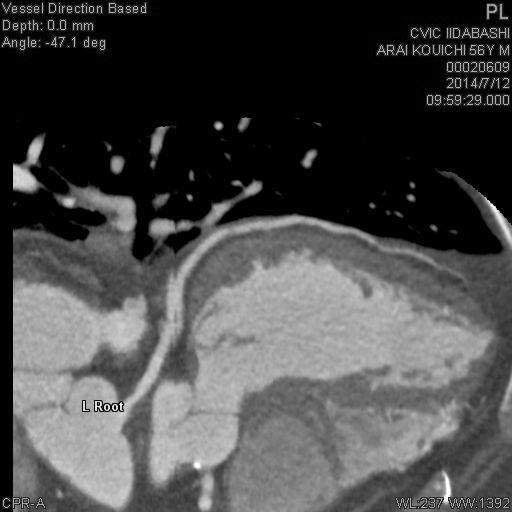 Vessel Direction Based
Depth: 0.0 mm
Angle: -47.1 deg
PL
CVIC IIDABASHI
ARAI KOUICHI 56Y M
00020609
2014/7/12
09:59:29.000
L Root
CPR-A
WL:297 WW:1392